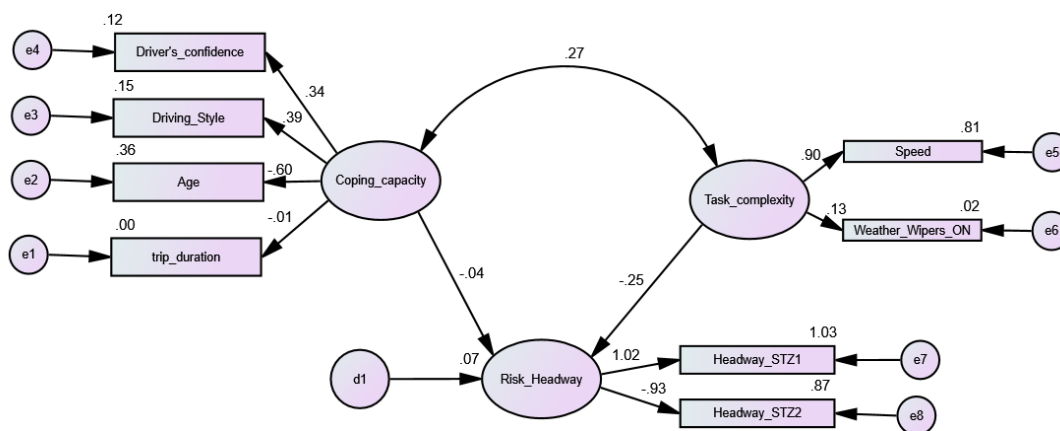 .12
e4
Driver's_confidence
.27
.34
.15
e3
Driving_Style
.39
.81
.36
e5
Speed
.90
e2
Age
-.60
Coping_capacity
Task_complexity
.02
.13
.00
-.01
e6
Weather_Wipers_ON
e1
trip_duration
-.04
-.25
1.03
.07
1.02
Headway_STZ1
e7
d1
Risk_Headway
-.93
.87
Headway_STZ2
e8